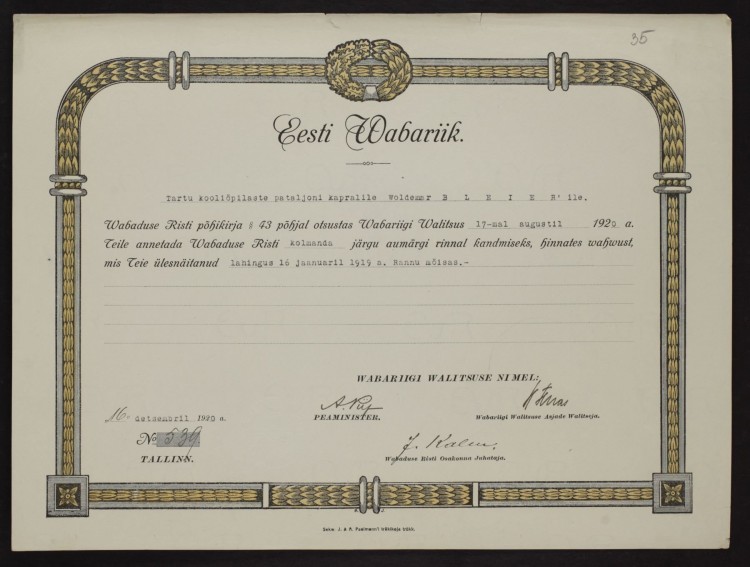 35
Eesti Wabariik.
Tartu kooliõpilaste pataljoni kapralile Woldemar B L E I E R' ile.
Wabaduse Risti põhikirja § 43 põhjal otsustas Wabariigi Walitsus 17-mal augustil 1920 a.
Teile annetada Wabaduse Risti kolmanda järgu aumärgi rinnal kandmiseks, hinnates wahwust,
mis Teie ülesnäitanud lahingus 16 jaanuaril 1919 a. Rannu mõisas.-
WABARIIGI WALITSUSE NIMEL:
16. detsembril 1920 a.
A. Piip
PEAMINISTER.
Wabariigi Walitsuse Asjade Walitseja.
No 539
TALLINN.
Wabaduse Risti Osakonna Juhataja.